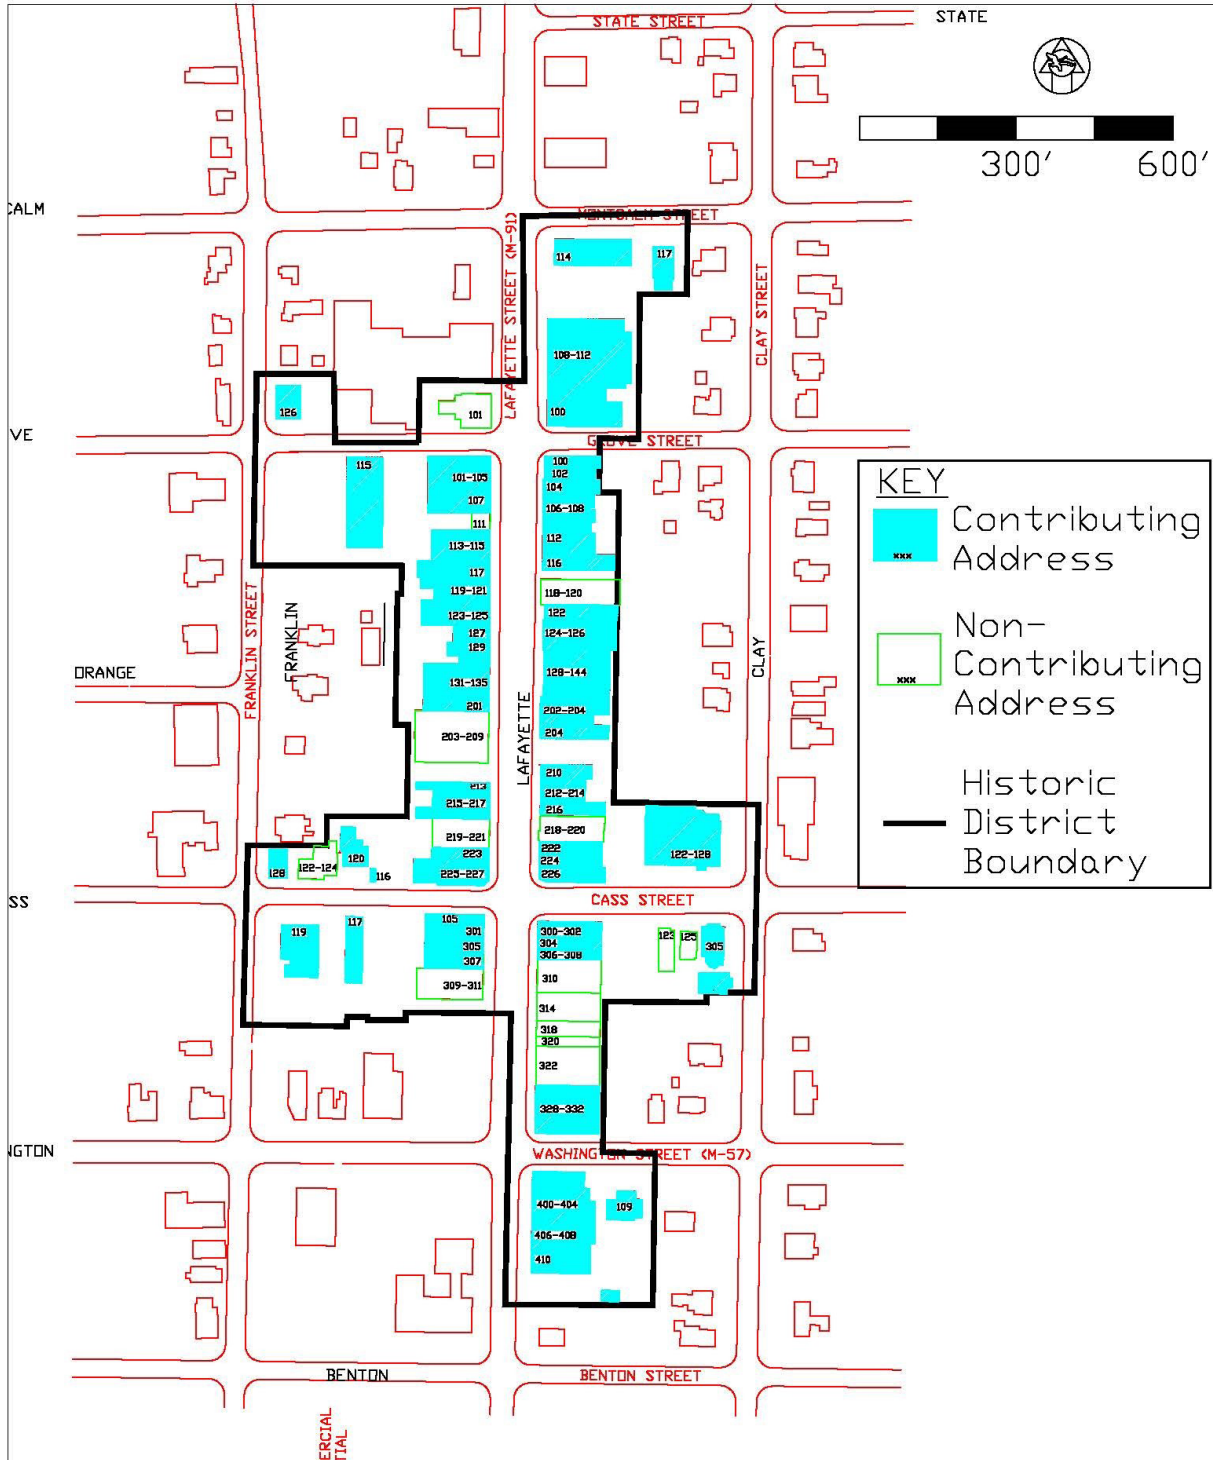 STATE STREET
STATE
300' 600'
CALM
MONTCALM STREET
LAFAYETTE STREET (M-91)
114
117
CLAY STREET
108-112
126
101
100
VE
GROVE STREET
115
101-105
107
111
113-115
117
119-121
123-125
127
129
131-135
201
203-209
213
215-217
219-221
223
225-227
100
102
104
106-108
112
116
118-120
122
124-126
128-144
202-204
204
210
212-214
216
218-220
222
224
226
KEY
Contributing
Address
xxx
Non-
Contributing
Address
xxx
Historic
District
Boundary
FRANKLIN STREET
FRANKLIN
ORANGE
LAFAYETTE
CLAY
122-128
128
122-124
120
116
SS
CASS STREET
119
117
105
301
305
307
309-311
300-302
304
306-308
310
314
318
320
322
328-332
123
125
305
NGTON
WASHINGTON STREET (M-57)
400-404
406-408
410
109
BENTON
BENTON STREET
ERCIAL
TIAL